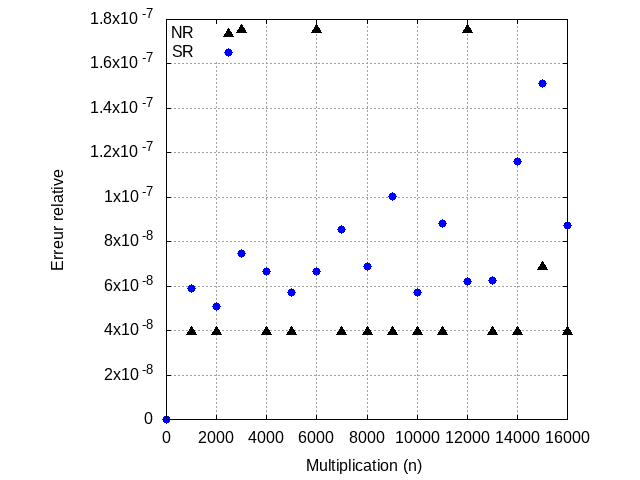 1.8x10 -7
NR
SR
1.6x10 -7
1.4x10 -7
1.2x10 -7
1x10 -7
8x10 -8
6x10 -8
4x10 -8
2x10 -8
0
Erreur relative
0 2000 4000 6000 8000 10000 12000 14000 16000
Multiplication (n)